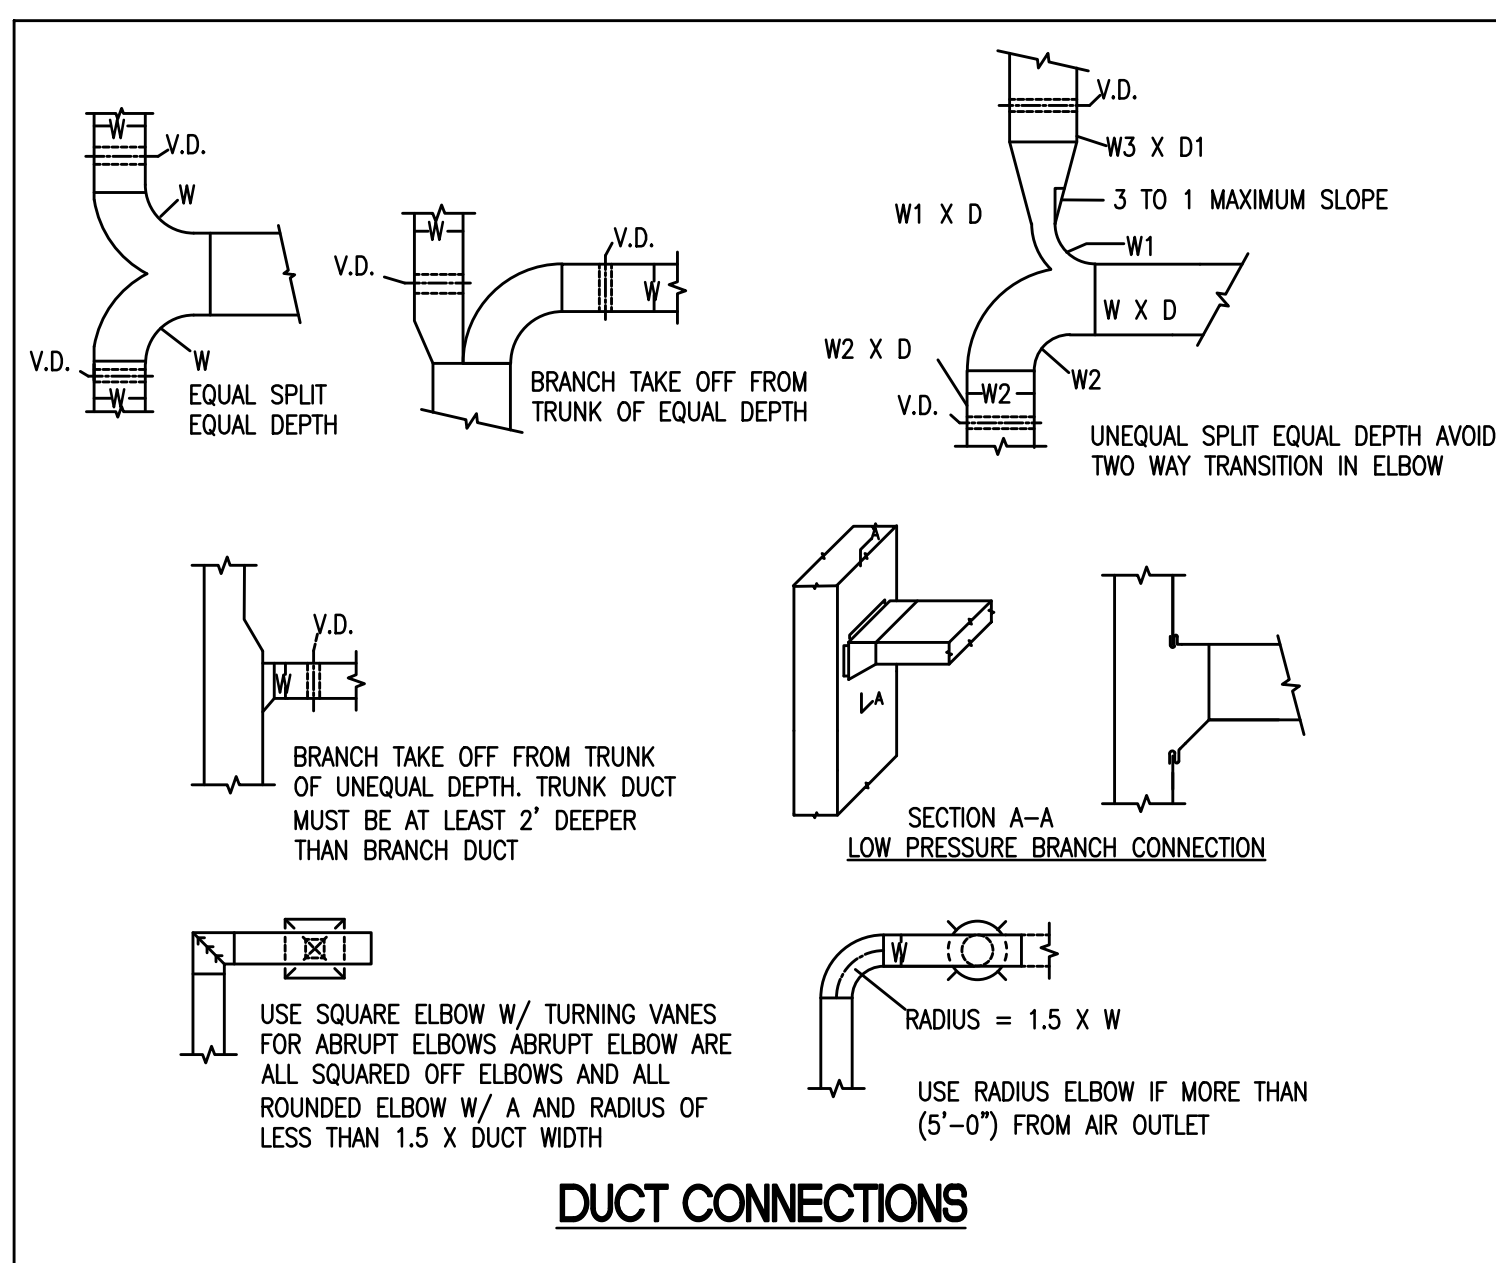 W
V.D.
W
W
V.D.
W
EQUAL SPLIT
EQUAL DEPTH
W
V.D.
V.D.
W
BRANCH TAKE OFF FROM
TRUNK OF EQUAL DEPTH
V.D.
W3 X D1
3 TO 1 MAXIMUM SLOPE
W1 X D
W1
W X D
W2 X D
W2
W2
V.D.
UNEQUAL SPLIT EQUAL DEPTH AVOID
TWO WAY TRANSITION IN ELBOW
V.D.
W
BRANCH TAKE OFF FROM TRUNK
OF UNEQUAL DEPTH. TRUNK DUCT
MUST BE AT LEAST 2' DEEPER
THAN BRANCH DUCT
A
A
SECTION A-A
LOW PRESSURE BRANCH CONNECTION
USE SQUARE ELBOW W/ TURNING VANES
FOR ABRUPT ELBOWS ABRUPT ELBOW ARE
ALL SQUARED OFF ELBOWS AND ALL
ROUNDED ELBOW W/ A AND RADIUS OF
LESS THAN 1.5 X DUCT WIDTH
W
RADIUS = 1.5 X W
USE RADIUS ELBOW IF MORE THAN
(5'-0") FROM AIR OUTLET
DUCT CONNECTIONS